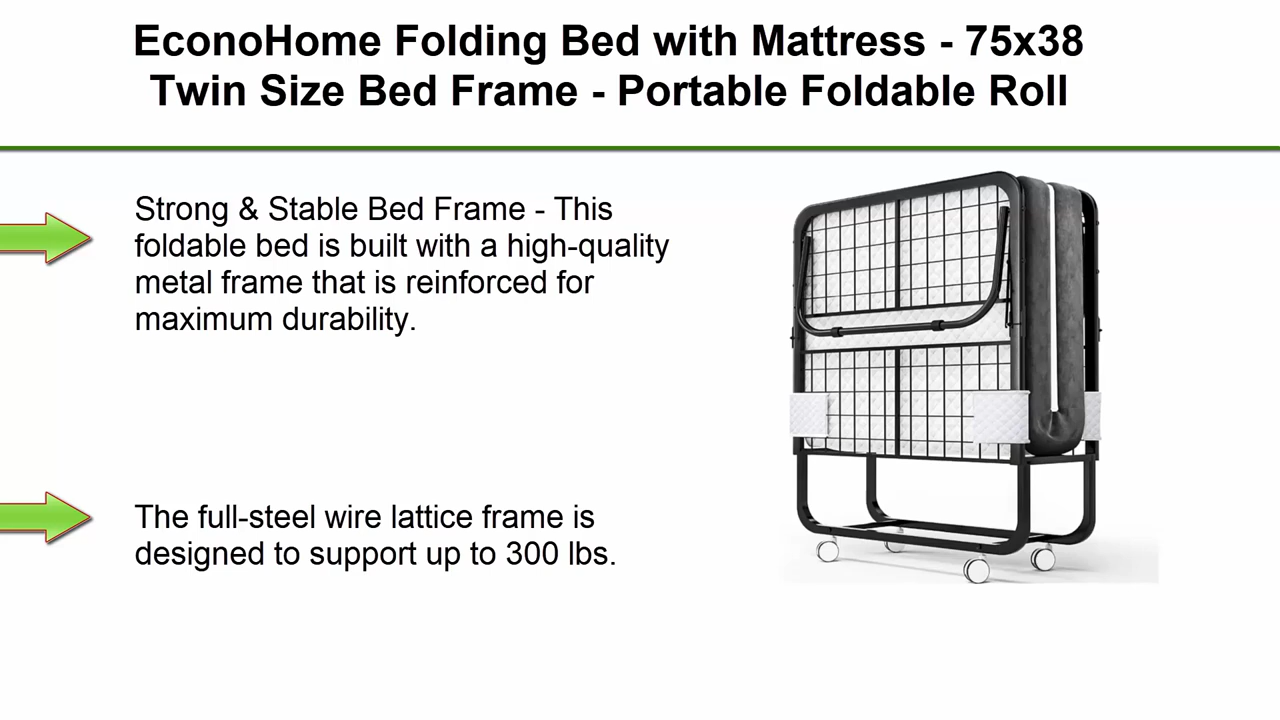 EconoHome Folding Bed with Mattress - 75x38
Twin Size Bed Frame - Portable Foldable Roll
Strong & Stable Bed Frame - This
foldable bed is built with a high-quality
metal frame that is reinforced for
maximum durability.
The full-steel wire lattice frame is
designed to support up to 300 lbs.